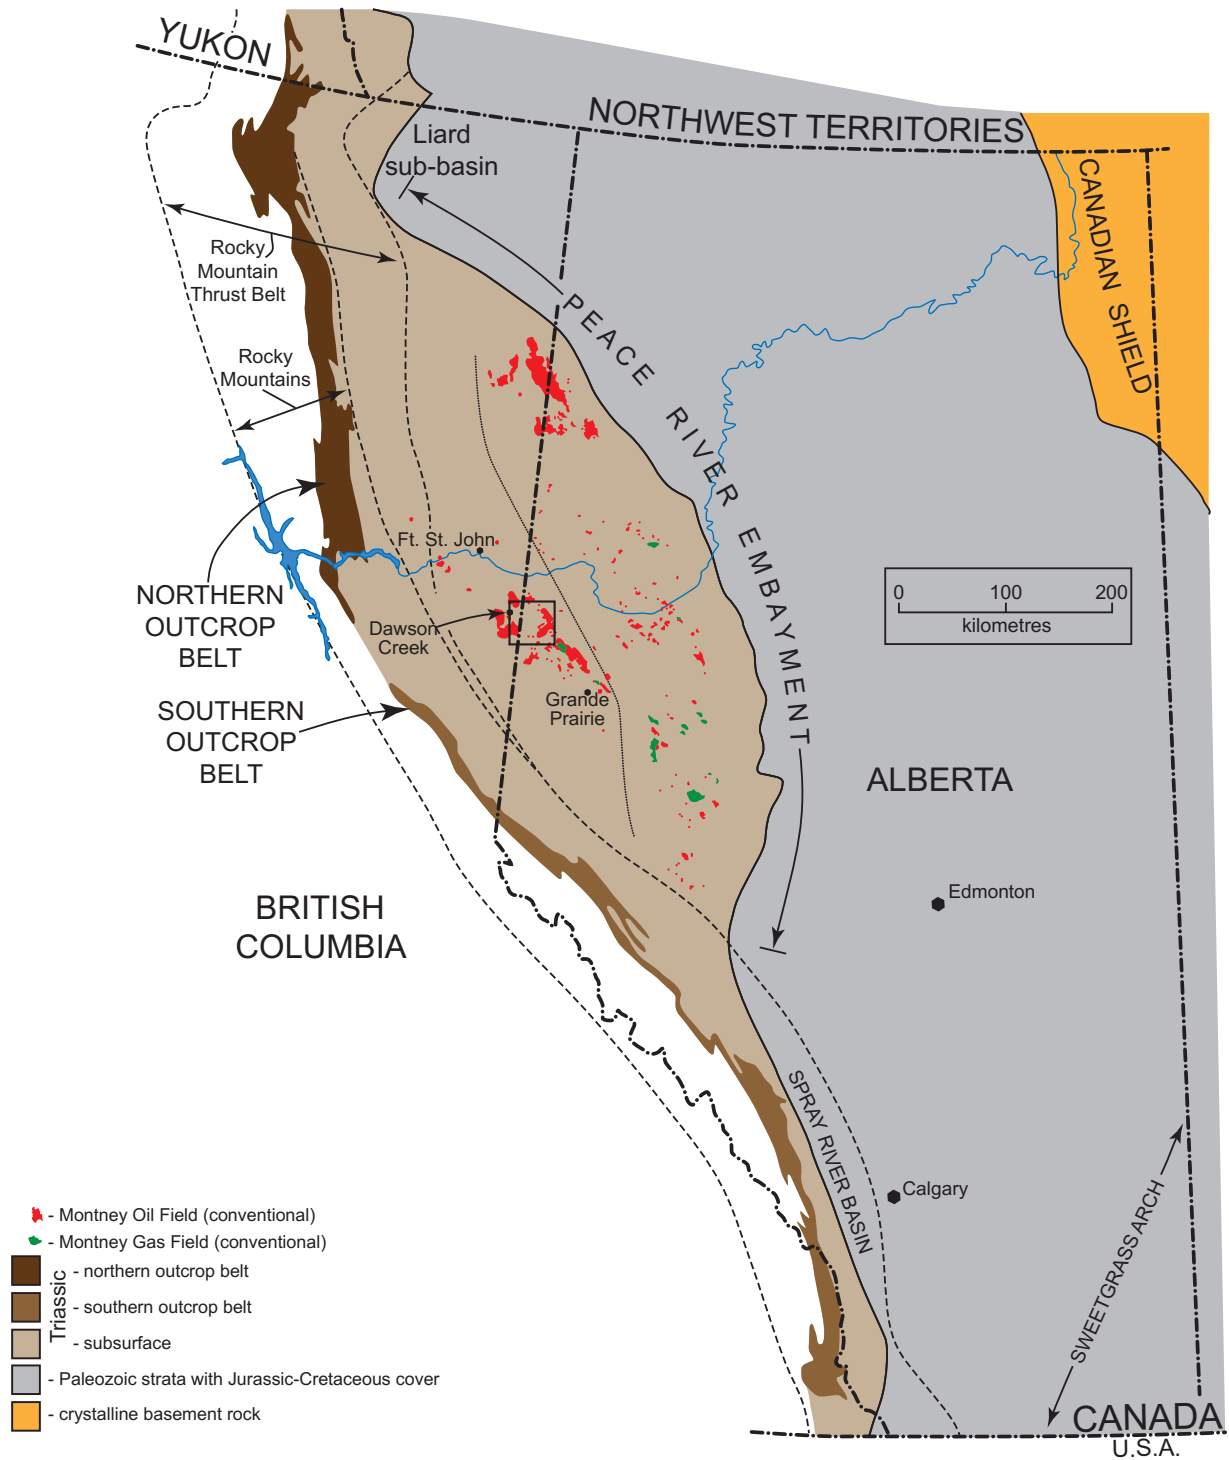 YUKON
NORTHWEST TERRITORIES
Liard
sub-basin
CANADIAN SHIELD
Rocky
Mountain
Thrust Belt
PEACE RIVER EMBAYMENT
Rocky
Mountains
Ft. St. John
NORTHERN
OUTCROP
BELT
Dawson
Creek
0 100 200
kilometres
SOUTHERN
OUTCROP
BELT
Grande
Prairie
ALBERTA
Edmonton
BRITISH
COLUMBIA
SPRAY RIVER BASIN
Calgary
SWEETGRASS ARCH
- Montney Oil Field (conventional)
- Montney Gas Field (conventional)
Triassic
- northern outcrop belt
- southern outcrop belt
- subsurface
- Paleozoic strata with Jurassic-Cretaceous cover
- crystalline basement rock
CANADA
U.S.A.